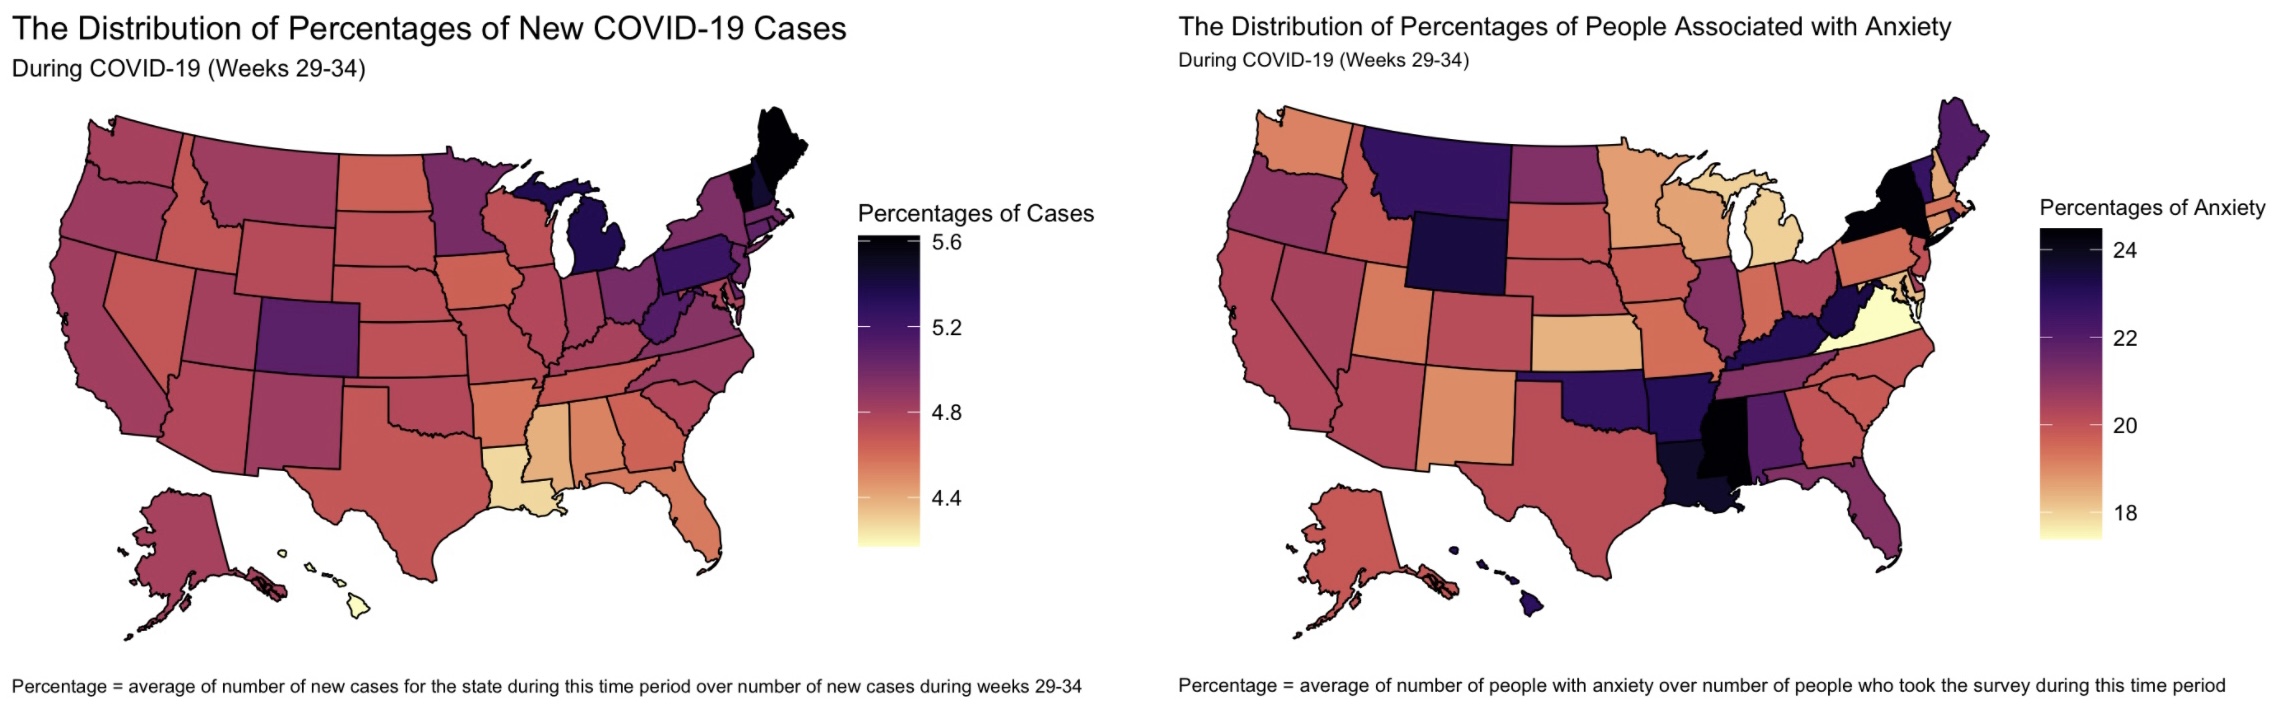 The Distribution of Percentages of New COVID-19 Cases
During COVID-19 (Weeks 29-34)
Percentages of Cases
5.6
5.2
4.8
4.4
Percentage = average of number of new cases for the state during this time period over number of new cases during weeks 29-34
The Distribution of Percentages of People Associated with Anxiety
During COVID-19 (Weeks 29-34)
Percentages of Anxiety
24
22
20
18
Percentage = average of number of people with anxiety over number of people who took the survey during this time period